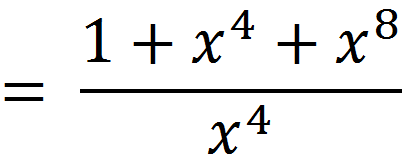 = (1 + x⁴ + x⁸) / x⁴